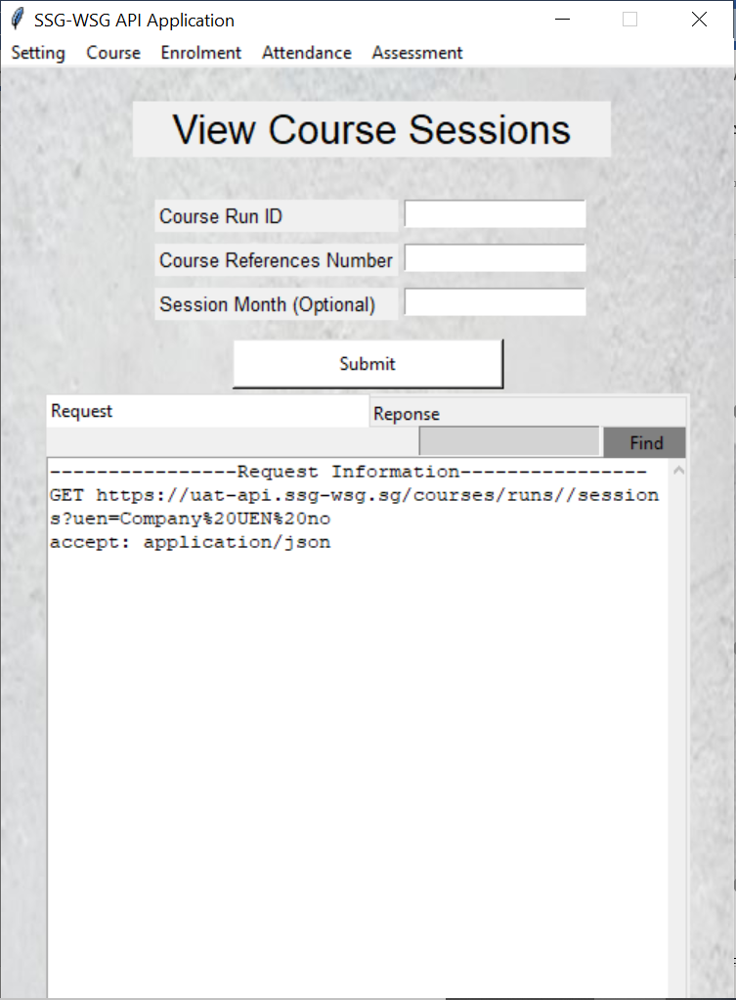 SSG-WSG API Application
Setting Course Enrolment Attendance Assessment
View Course Sessions
Course Run ID
Course References Number
Session Month (Optional)
Submit
Request Reponse
Find
----------------Request Information----------------
GET https://uat-api.ssg-wsg.sg/courses/runs//session
s?uen=Company%20UEN%20no
accept: application/json